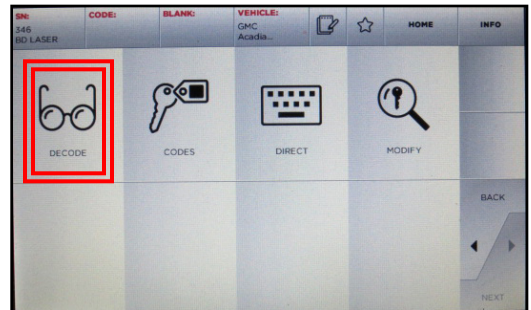 SN:
346
BD LASER
CODE:
BLANK:
VEHICLE:
GMC
Acadia...
HOME
INFO
DECODE
CODES
DIRECT
MODIFY
BACK
NEXT